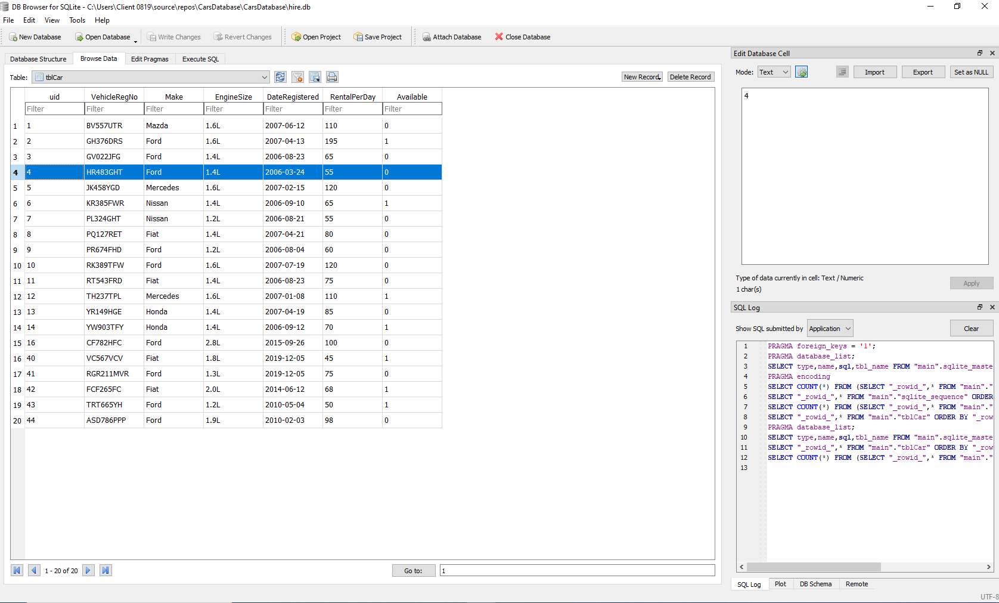 DB Browser for SQLite - C:\Users\Client 0819\source\repos\CarsDatabase\CarsDatabase\hire.db
File Edit View Tools Help
New Database Open Database Write Changes Revert Changes Open Project Save Project Attach Database Close Database
Database Structure Browse Data Edit Pragmas Execute SQL
Table: tblCar New Record Delete Record
uid VehicleRegNo Make EngineSize DateRegistered RentalPerDay Available
Filter Filter Filter Filter Filter Filter Filter
1 1 BV557UTR Mazda 1.6L 2007-06-12 110 0
2 2 GH376DRS Ford 1.6L 2007-04-13 195 1
3 3 GV022JFG Ford 1.4L 2006-08-23 65 0
4 4 HR483GHT Ford 1.4L 2006-03-24 55 0
5 5 JK458YGD Mercedes 1.6L 2007-02-15 120 0
6 6 KR385FWR Nissan 1.4L 2006-09-10 65 1
7 7 PL324GHT Nissan 1.2L 2006-08-21 55 0
8 8 PQ127RET Fiat 1.4L 2007-04-21 80 0
9 9 PR674FHD Ford 1.2L 2006-08-04 60 0
10 10 RK389TFW Ford 1.6L 2007-07-19 120 0
11 11 RT543FRD Fiat 1.4L 2006-08-23 75 0
12 12 TH237TPL Mercedes 1.6L 2007-01-08 110 1
13 13 YR149HGE Honda 1.4L 2007-04-19 85 0
14 14 YW903TFY Honda 1.4L 2006-09-12 70 1
15 16 CF782HFC Ford 2.8L 2015-09-26 100 0
16 40 VC567VCV Fiat 1.8L 2019-12-05 45 1
17 41 RGR211MVR Ford 1.3L 2019-12-05 75 0
18 42 FCF265FC Fiat 2.0L 2014-06-12 68 1
19 43 TRT665YH Ford 1.2L 2010-05-04 50 1
20 44 ASD786PPP Ford 1.9L 2010-02-03 98 0
1 - 20 of 20 Go to: 1
Edit Database Cell
Mode: Text Import Export Set as NULL
4
Type of data currently in cell: Text / Numeric
1 char(s)
Apply
SQL Log
Show SQL submitted by Application Clear
1 PRAGMA foreign_keys = '1';
2 PRAGMA database_list;
3 SELECT type,name,sql,tbl_name FROM "main".sqlite_maste
4 PRAGMA encoding
5 SELECT COUNT(*) FROM (SELECT "_rowid_",* FROM "main"."
6 SELECT "_rowid_",* FROM "main"."sqlite_sequence" ORDER
7 SELECT COUNT(*) FROM (SELECT "_rowid_",* FROM "main"."
8 SELECT "_rowid_",* FROM "main"."tblCar" ORDER BY "_row
9 PRAGMA database_list;
10 SELECT type,name,sql,tbl_name FROM "main".sqlite_maste
11 SELECT "_rowid_",* FROM "main"."tblCar" ORDER BY "_row
12 SELECT COUNT(*) FROM (SELECT "_rowid_",* FROM "main"."
13
SQL Log Plot DB Schema Remote
UTF-8